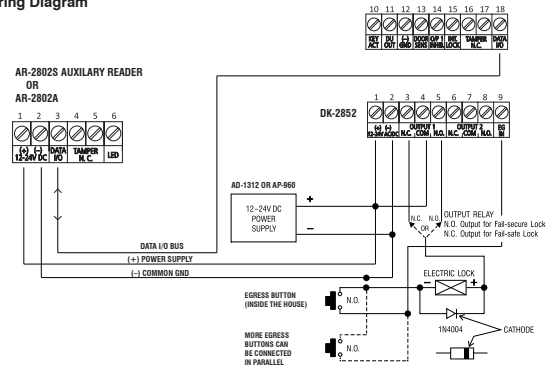 ring Diagram
10 11 12 13 14 15 16 17 18
KEY ACT
DU OUT
(–) GND
DOOR SENS
O/P 1 INHIB.
INT. LOCK
TAMPER N.C.
DATA I/O
AR-2802S AUXILARY READER
OR
AR-2802A
1 2 3 4 5 6
(+) (–)
12-24V DC
DATA I/O
TAMPER N. C.
LED
DK-2852
1 2 3 4 5 6 7 8 9
(+) (–)
12-24V AC/DC
OUTPUT 1
N.C. COM N.O.
OUTPUT 2
N.C. COM N.O.
EG IN
AD-1312 OR AP-960
12–24V DC
POWER
SUPPLY
+
–
N.C. N.O.
OR
OUTPUT RELAY
N.O. Output for Fail-secure Lock
N.C. Output for Fail-safe Lock
DATA I/O BUS
(+) POWER SUPPLY
(–) COMMON GND
ELECTRIC LOCK
– +
EGRESS BUTTON
(INSIDE THE HOUSE)
N.O.
1N4004
CATHODE
MORE EGRESS
BUTTONS CAN
BE CONNECTED
IN PARALLEL
N.O.